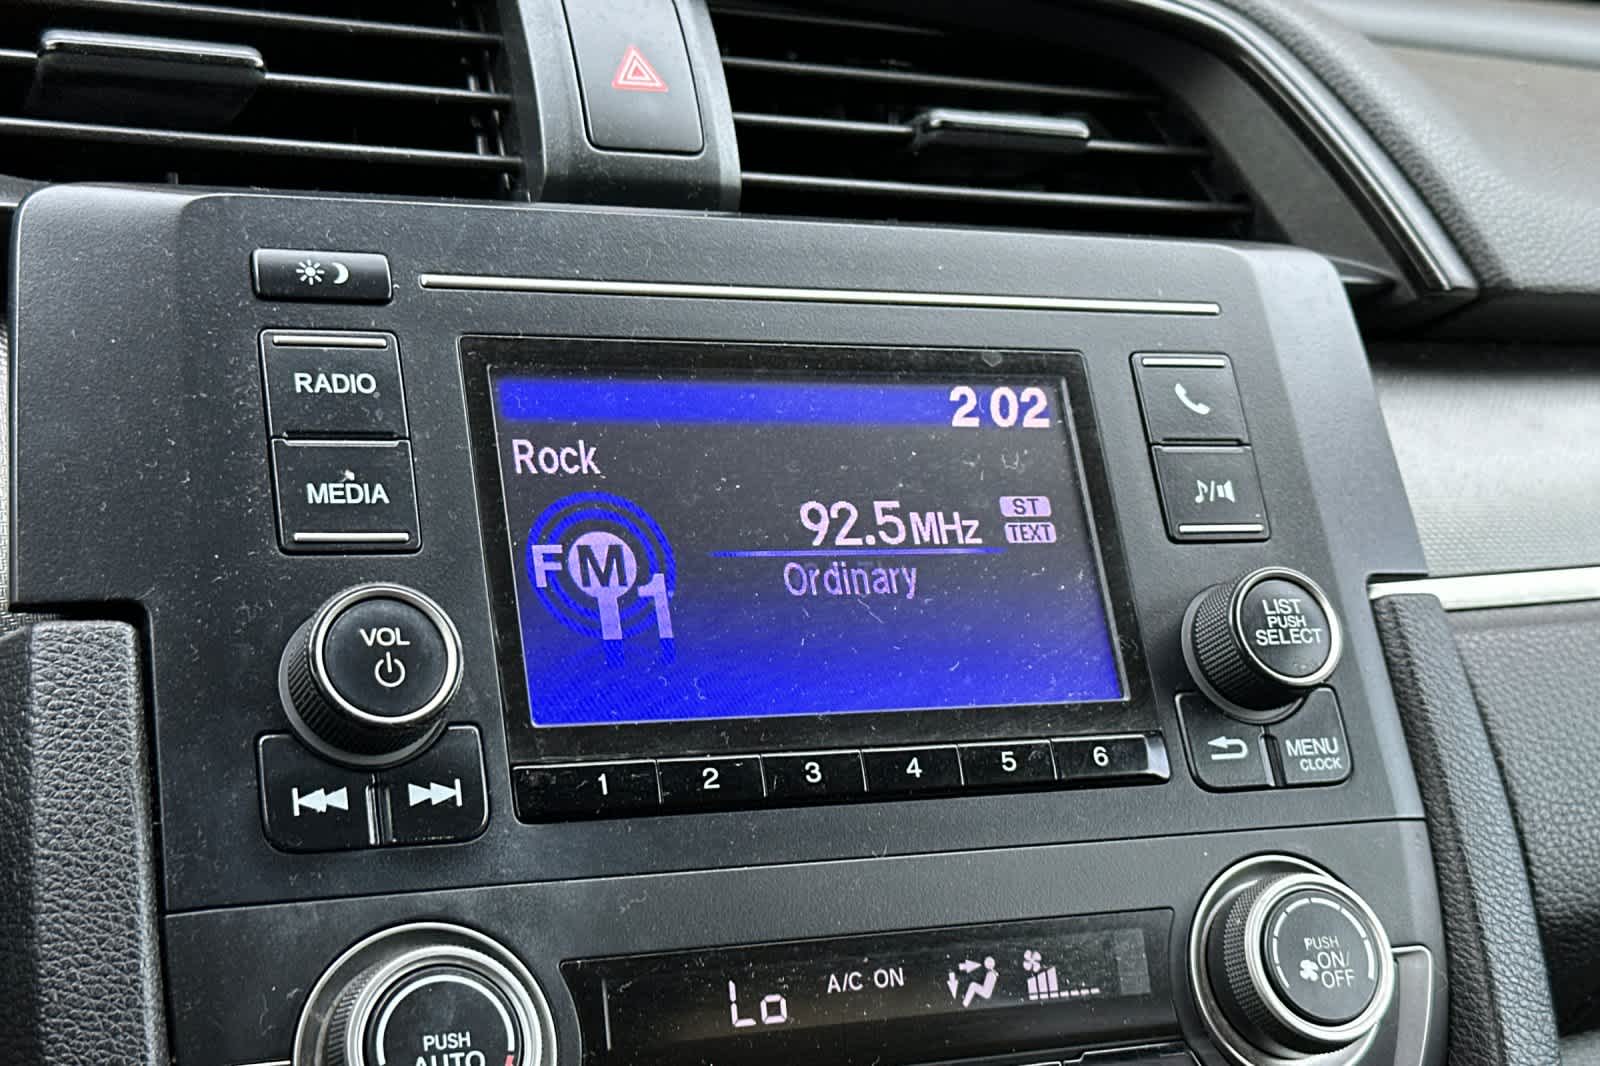 RADIO
MEDIA
VOL
2 02
Rock
92.5MHz
ST
TEXT
FM
1
Ordinary
LIST
PUSH
SELECT
MENU
CLOCK
1 2 3 4 5 6
Lo
A/C ON
PUSH
AUTO
PUSH
ON/
OFF